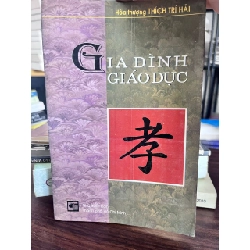 Hòa thượng THÍCH TRÍ HẢI
GIA ĐÌNH
GIÁO DỤC
孝